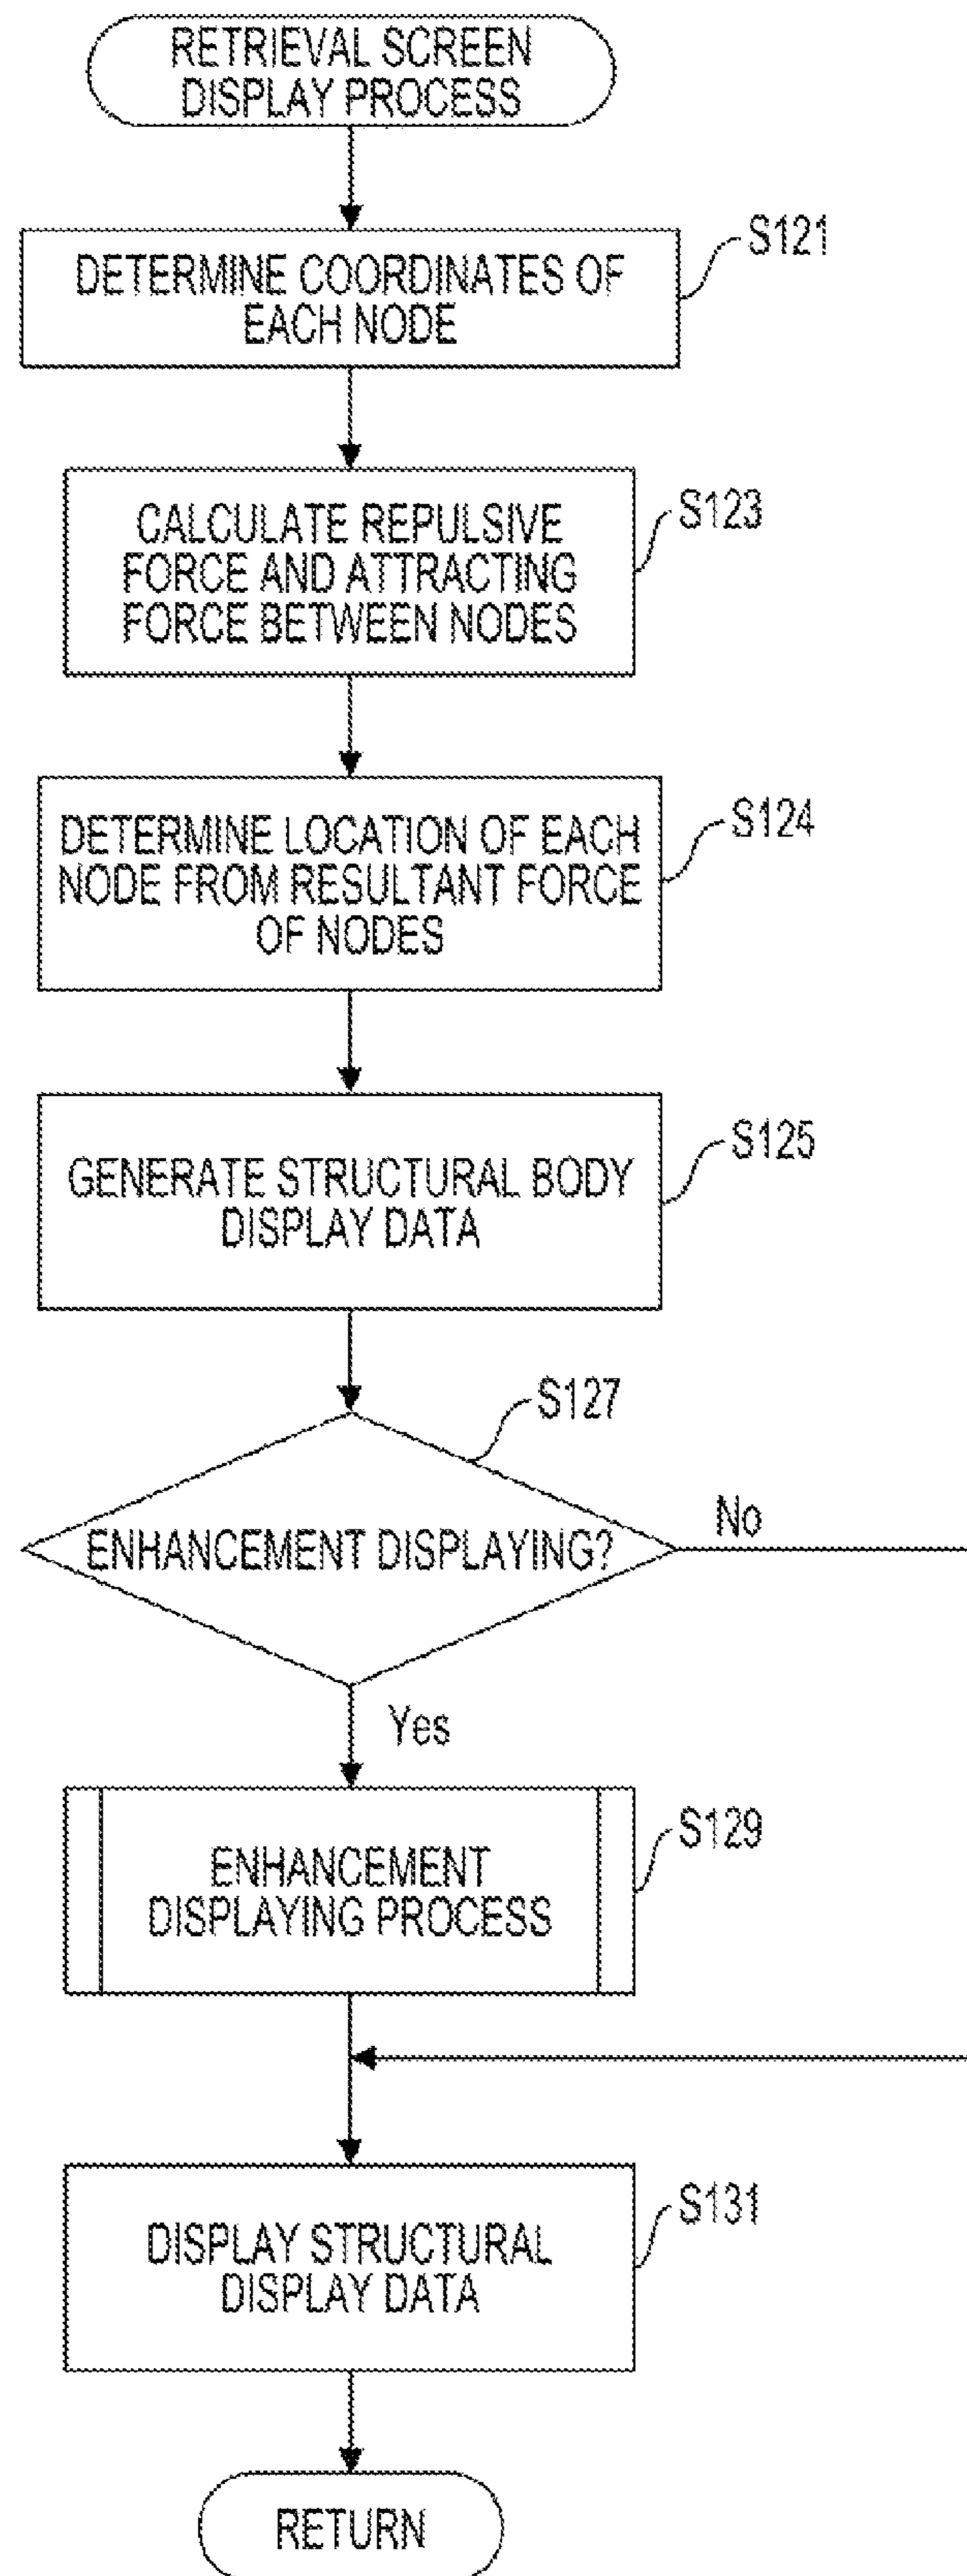 RETRIEVAL SCREEN
DISPLAY PROCESS
S121
DETERMINE COORDINATES OF
EACH NODE
S123
CALCULATE REPULSIVE
FORCE AND ATTRACTING
FORCE BETWEEN NODES
S124
DETERMINE LOCATION OF EACH
NODE FROM RESULTANT FORCE
OF NODES
S125
GENERATE STRUCTURAL BODY
DISPLAY DATA
S127
ENHANCEMENT DISPLAYING?
No
Yes
S129
ENHANCEMENT
DISPLAYING PROCESS
S131
DISPLAY STRUCTURAL
DISPLAY DATA
RETURN